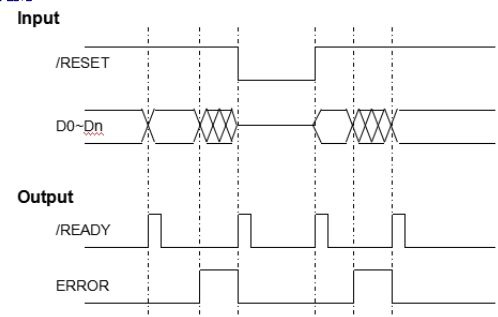 Input
/RESET
D0~Dn
Output
/READY
ERROR